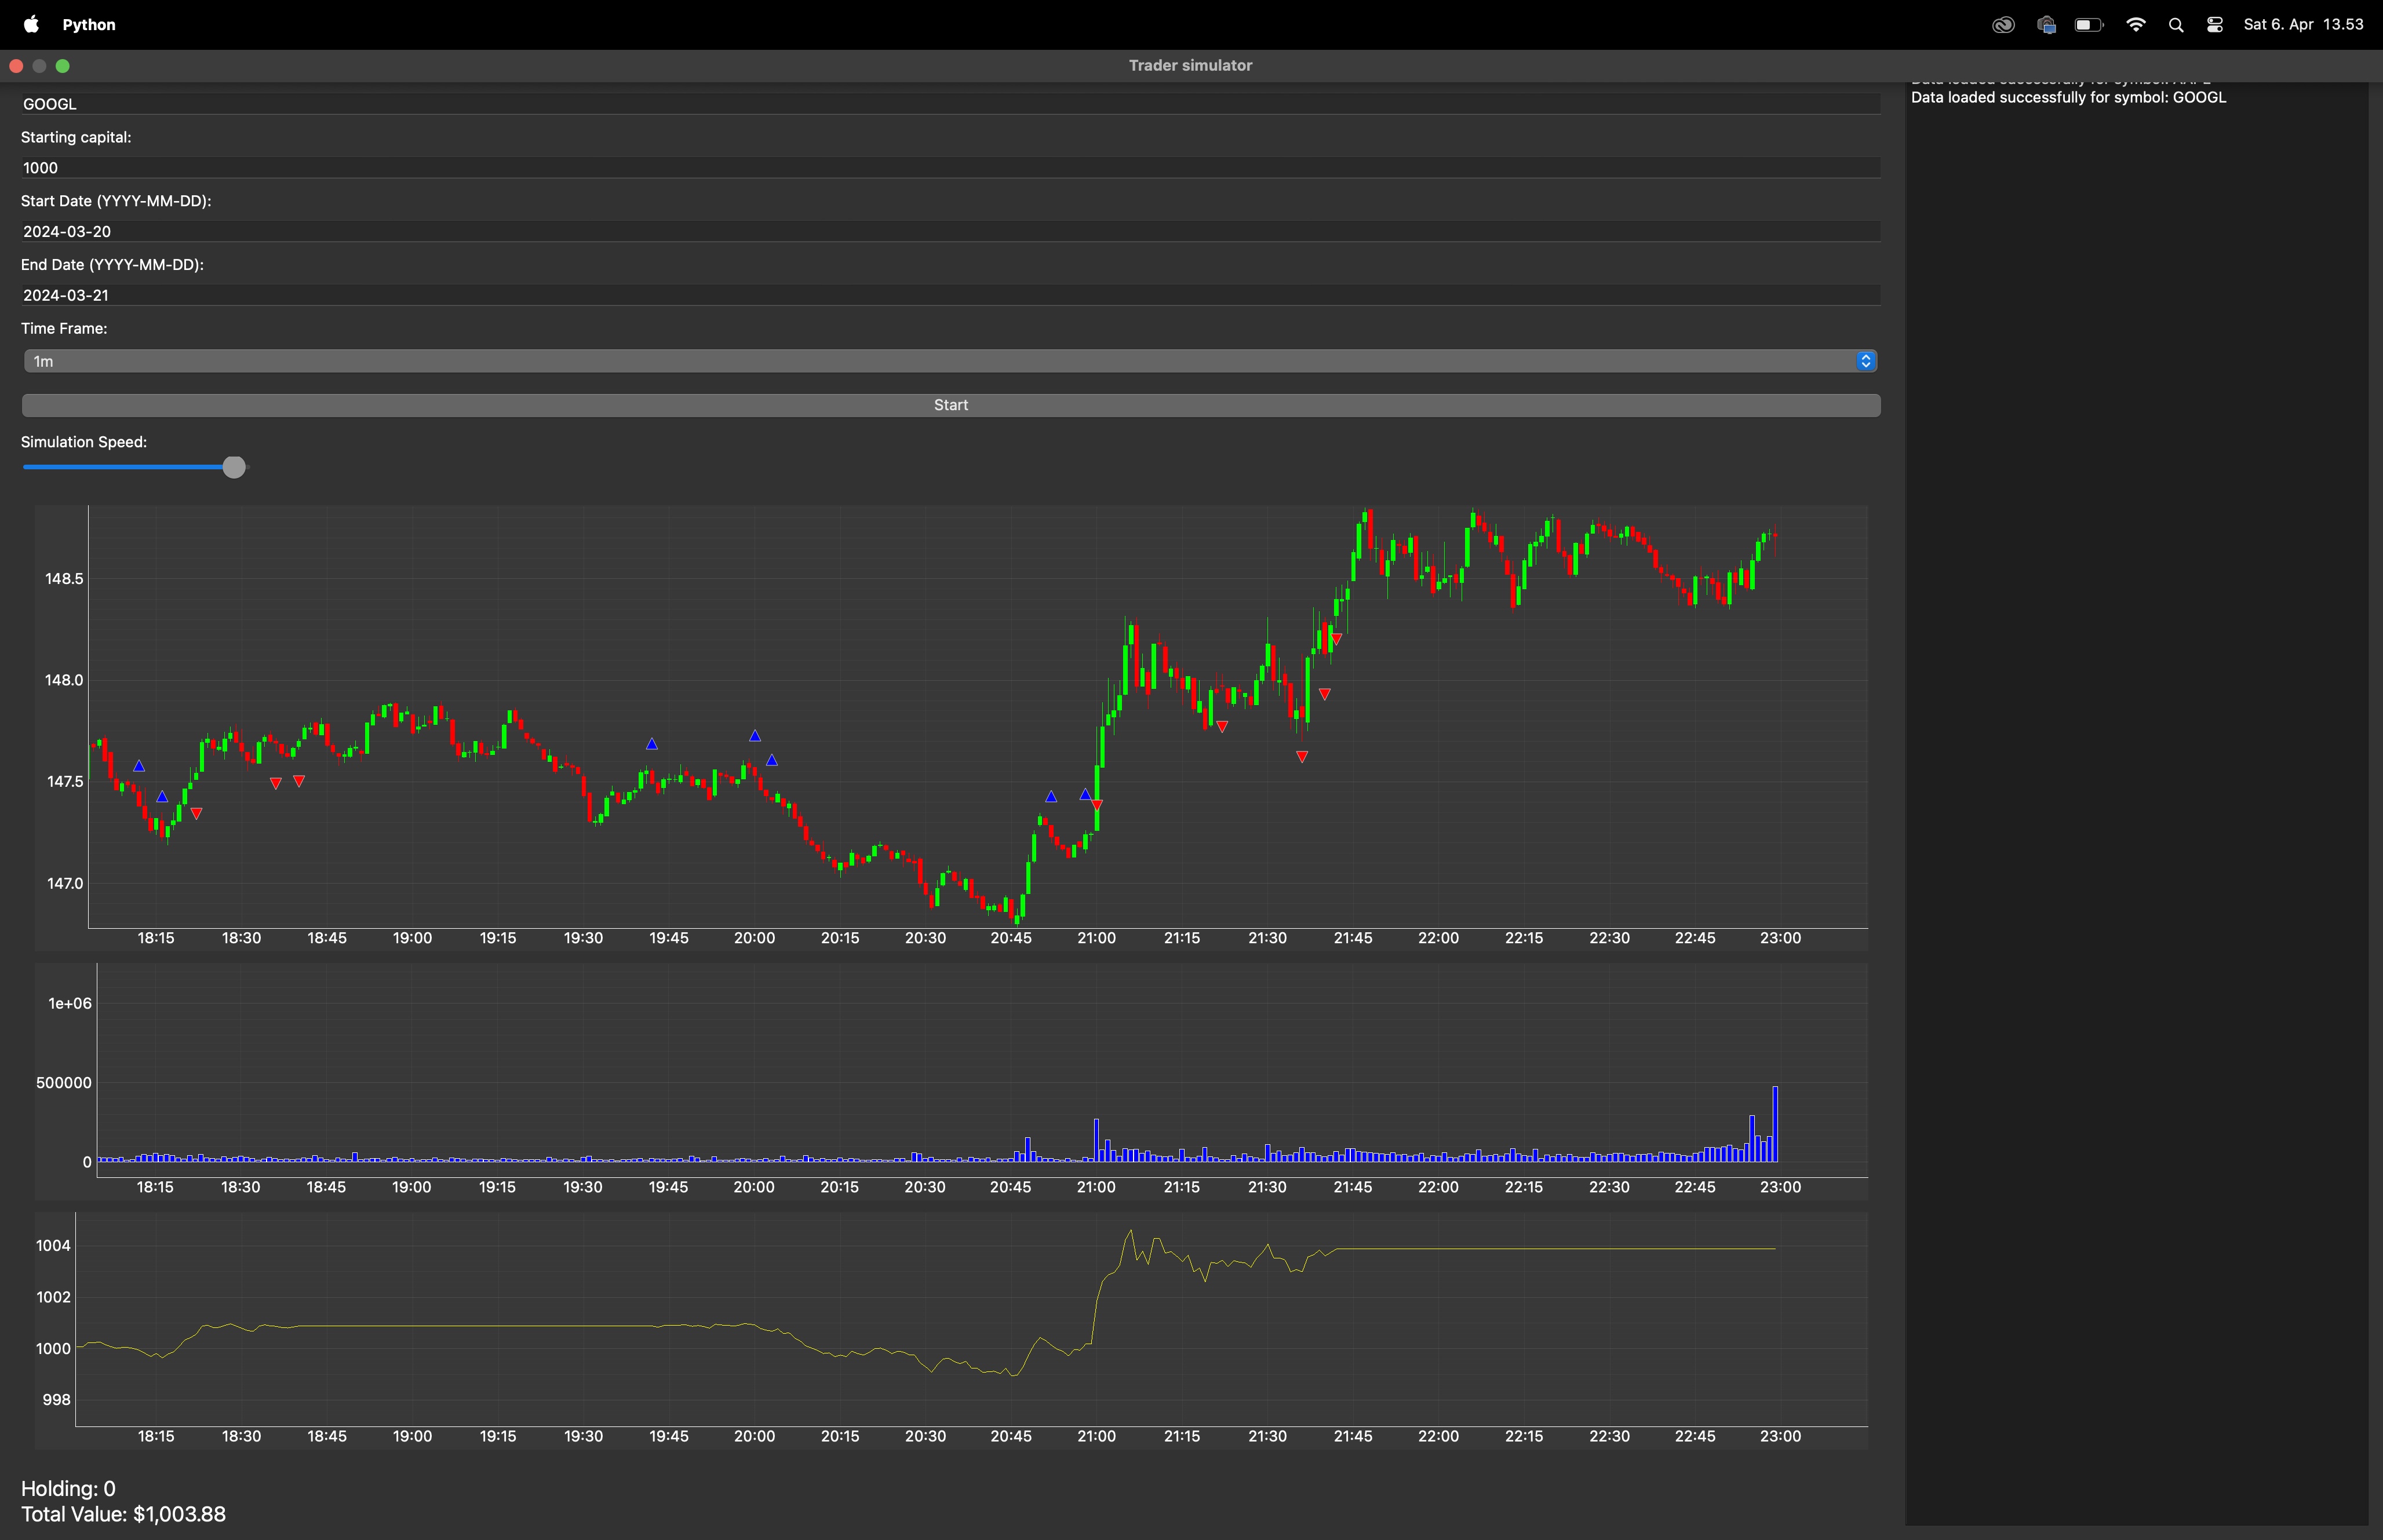 Python
Sat 6. Apr 13.53
Trader simulator
GOOGL
Starting capital:
1000
Start Date (YYYY-MM-DD):
2024-03-20
End Date (YYYY-MM-DD):
2024-03-21
Time Frame:
1m
Start
Simulation Speed:
Data loaded successfully for symbol: GOOGL
148.5
148.0
147.5
147.0
18:15 18:30 18:45 19:00 19:15 19:30 19:45 20:00 20:15 20:30 20:45 21:00 21:15 21:30 21:45 22:00 22:15 22:30 22:45 23:00
1e+06
500000
0
18:15 18:30 18:45 19:00 19:15 19:30 19:45 20:00 20:15 20:30 20:45 21:00 21:15 21:30 21:45 22:00 22:15 22:30 22:45 23:00
1004
1002
1000
998
18:15 18:30 18:45 19:00 19:15 19:30 19:45 20:00 20:15 20:30 20:45 21:00 21:15 21:30 21:45 22:00 22:15 22:30 22:45 23:00
Holding: 0
Total Value: $1,003.88